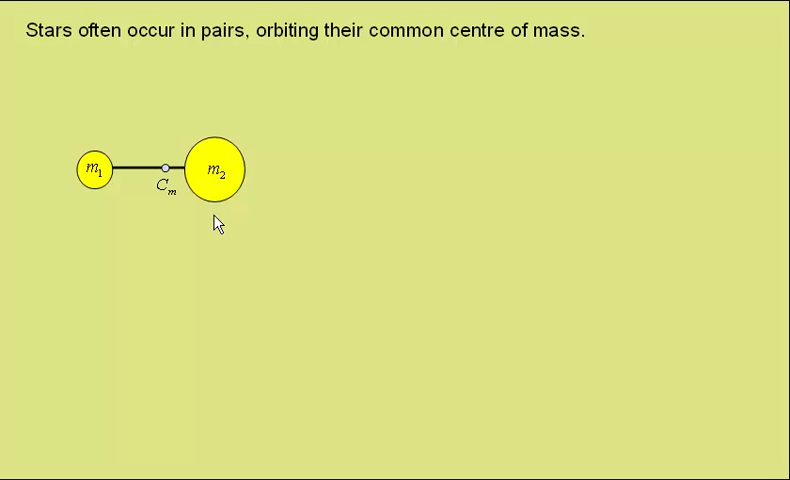 Stars often occur in pairs, orbiting their common centre of mass.
m1 m2
Cm